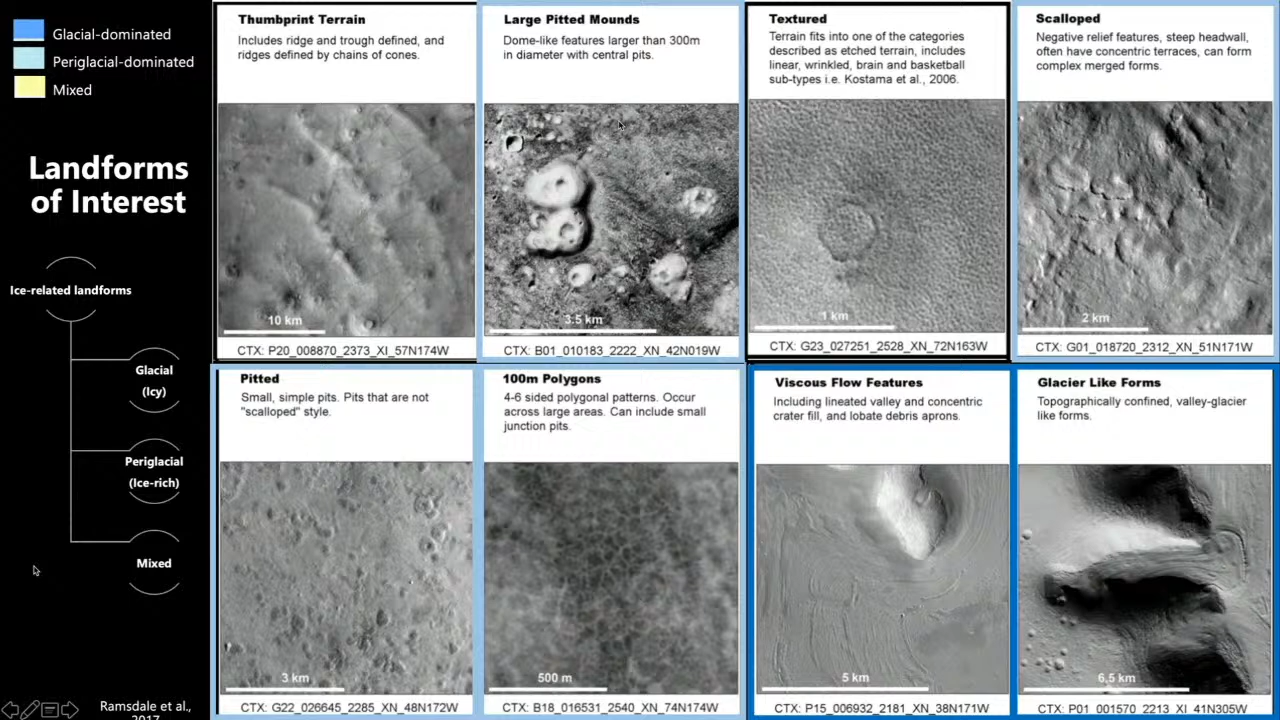 Glacial-dominated
Periglacial-dominated
Mixed
Landforms
of Interest
Ice-related landforms
Glacial
(Icy)
Periglacial
(Ice-rich)
Mixed
Ramsdale et al.,
2017
Thumbprint Terrain
Includes ridge and trough defined, and
ridges defined by chains of cones.
10 km
CTX: P20_008870_2373_XI_57N174W
Large Pitted Mounds
Dome-like features larger than 300m
in diameter with central pits.
3.5 km
CTX: B01_010183_2222_XN_42N019W
Textured
Terrain fits into one of the categories
described as etched terrain, includes
linear, wrinkled, brain and basketball
sub-types i.e. Kostama et al., 2006.
1 km
CTX: G23_027251_2528_XN_72N163W
Scalloped
Negative relief features, steep headwall,
often have concentric terraces, can form
complex merged forms.
2 km
CTX: G01_018720_2312_XN_51N171W
Pitted
Small, simple pits. Pits that are not
"scalloped" style.
3 km
CTX: G22_026645_2285_XN_48N172W
100m Polygons
4-6 sided polygonal patterns. Occur
across large areas. Can include small
junction pits.
500 m
CTX: B18_016531_2540_XN_74N174W
Viscous Flow Features
Including lineated valley and concentric
crater fill, and lobate debris aprons.
5 km
CTX: P15_006932_2181_XN_38N171W
Glacier Like Forms
Topographically confined, valley-glacier
like forms.
6.5 km
CTX: P01_001570_2213_XI_41N305W